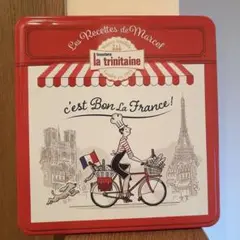 Les Recettes de Marcel
la trinitaine
c'est Bon La France!